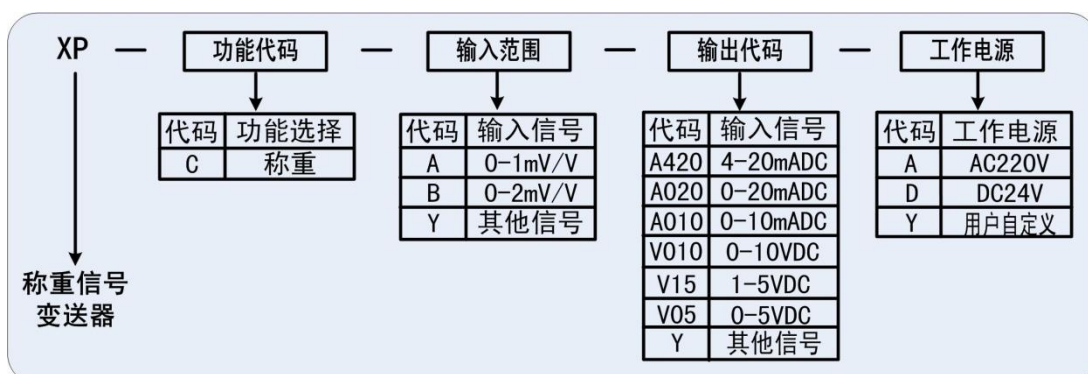 XP — 功能代码 — 输入范围 — 输出代码 — 工作电源
代码 功能选择
C 称重
代码 输入信号
A 0-1mV/V
B 0-2mV/V
Y 其他信号
代码 输入信号
A420 4-20mADC
A020 0-20mADC
A010 0-10mADC
V010 0-10VDC
V15 1-5VDC
V05 0-5VDC
Y 其他信号
代码 工作电源
A AC220V
D DC24V
Y 用户自定义
称重信号
变送器